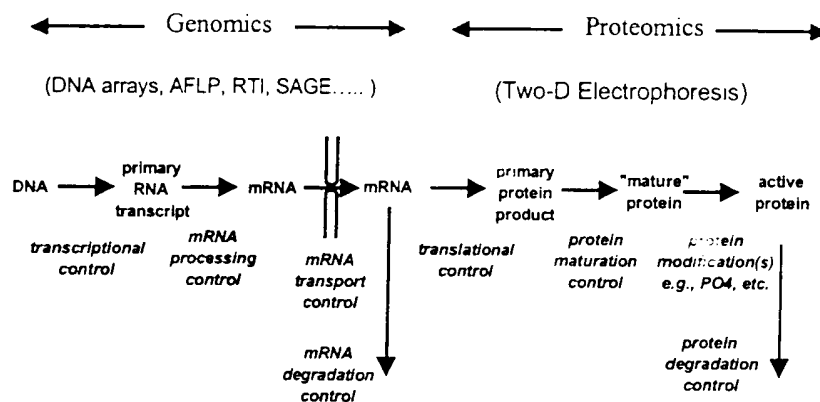 Genomics
Proteomics
(DNA arrays, AFLP, RTI, SAGE.....)
(Two-D Electrophoresis)
DNA
primary
RNA
transcript
mRNA
mRNA
primary
protein
product
"mature"
protein
active
protein
transcriptional
control
mRNA
processing
control
mRNA
transport
control
translational
control
protein
maturation
control
protein
modification(s)
e.g., PO4, etc.
mRNA
degradation
control
protein
degradation
control